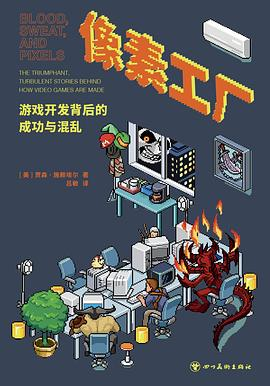 BLOOD,
SWEAT,
AND
PIXELS
像素工厂
THE TRIUMPHANT,
TURBULENT STORIES BEHIND
HOW VIDEO GAMES ARE MADE
游戏开发背后的
成功与混乱
[美] 贾森·施赖埃尔 著
吕敏 译
四川美术出版社